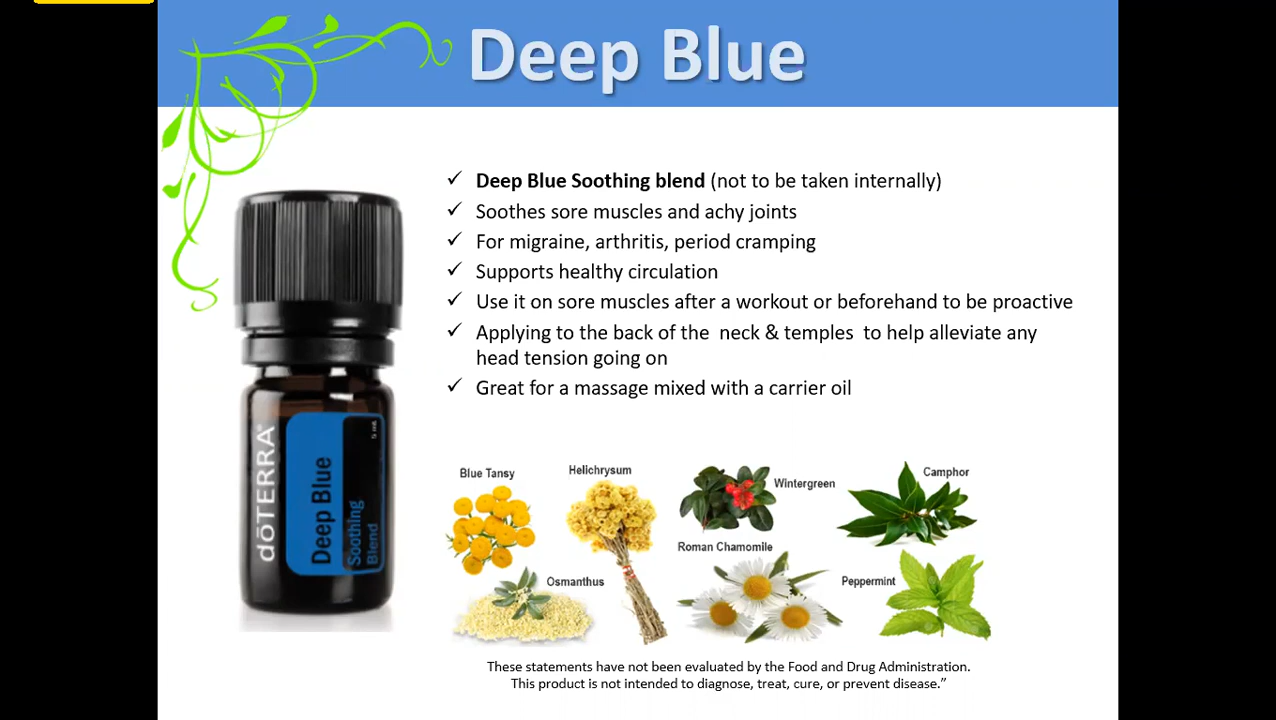 Deep Blue
✓ Deep Blue Soothing blend (not to be taken internally)
✓ Soothes sore muscles and achy joints
✓ For migraine, arthritis, period cramping
✓ Supports healthy circulation
✓ Use it on sore muscles after a workout or beforehand to be proactive
✓ Applying to the back of the neck & temples to help alleviate any
head tension going on
✓ Great for a massage mixed with a carrier oil
dōTERRA®
Deep Blue
Soothing
Blend
5 mL
Blue Tansy
Helichrysum
Wintergreen
Camphor
Roman Chamomile
Osmanthus
Peppermint
These statements have not been evaluated by the Food and Drug Administration.
This product is not intended to diagnose, treat, cure, or prevent disease.”